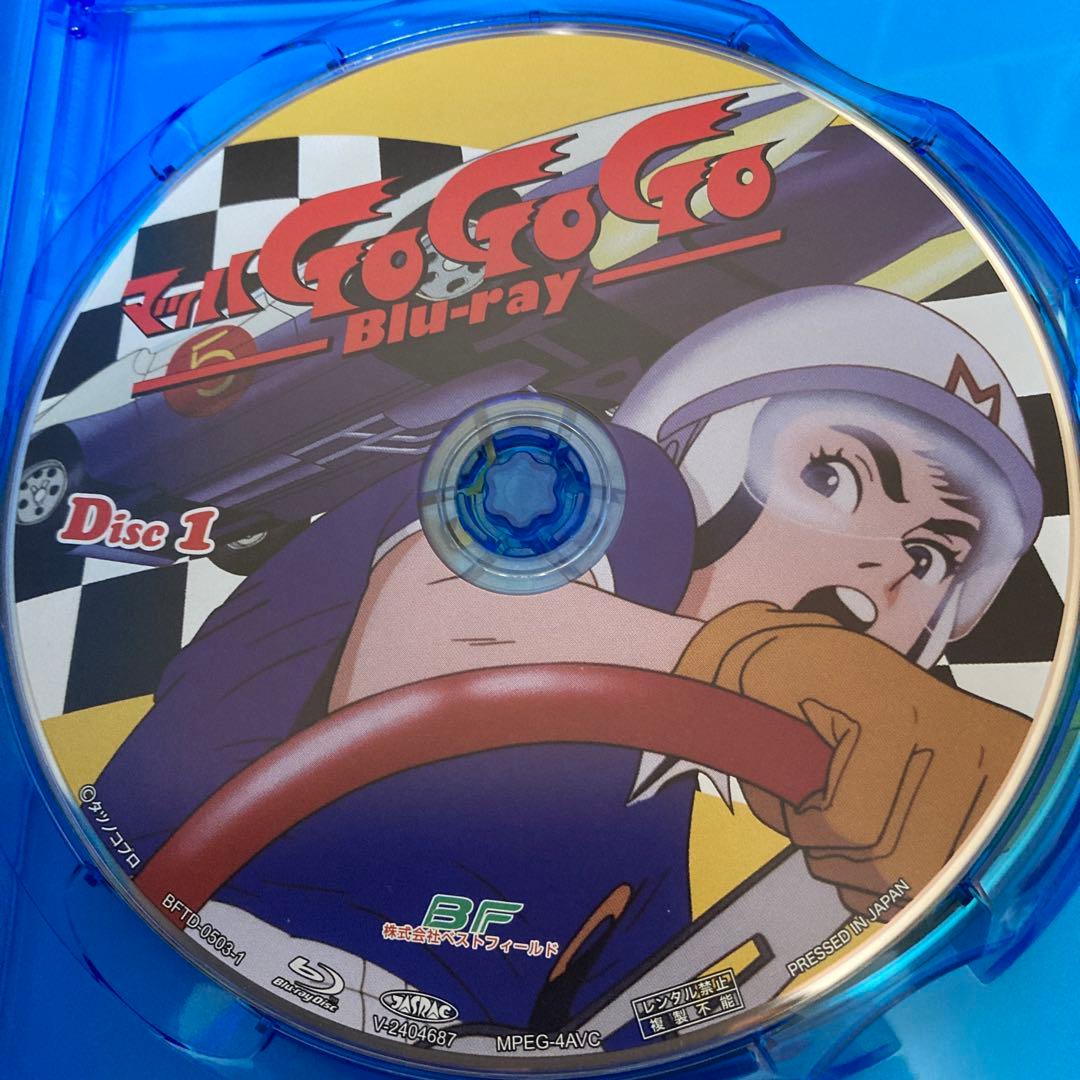 マッハGoGoGo
Blu-ray
5
M
Disc 1
©タツノコプロ
BFTD-0503-1
BF
株式会社ベストフィールド
Blu-ray Disc
JASRAC
V-2404687
MPEG-4AVC
レンタル禁止
複製不能
PRESSED IN JAPAN